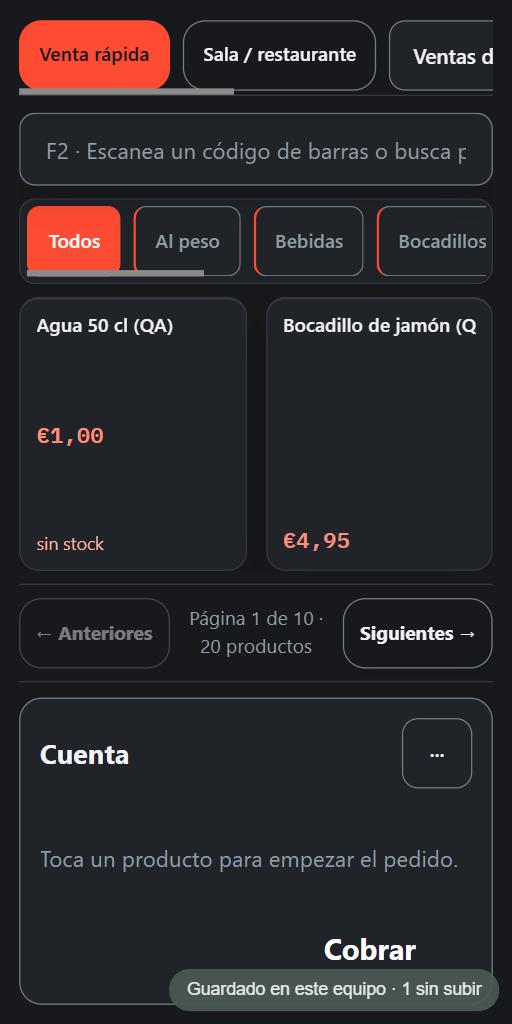 Venta rápida
Sala / restaurante
Ventas d
F2 · Escanea un código de barras o busca p
Todos
Al peso
Bebidas
Bocadillos
Agua 50 cl (QA)
€1,00
sin stock
Bocadillo de jamón (Q
€4,95
← Anteriores
Página 1 de 10 ·
20 productos
Siguientes →
Cuenta
...
Toca un producto para empezar el pedido.
Cobrar
Guardado en este equipo · 1 sin subir